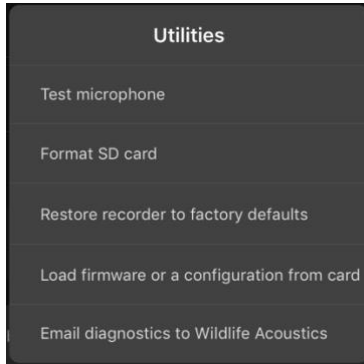 Utilities
Test microphone
Format SD card
Restore recorder to factory defaults
Load firmware or a configuration from card
Email diagnostics to Wildlife Acoustics